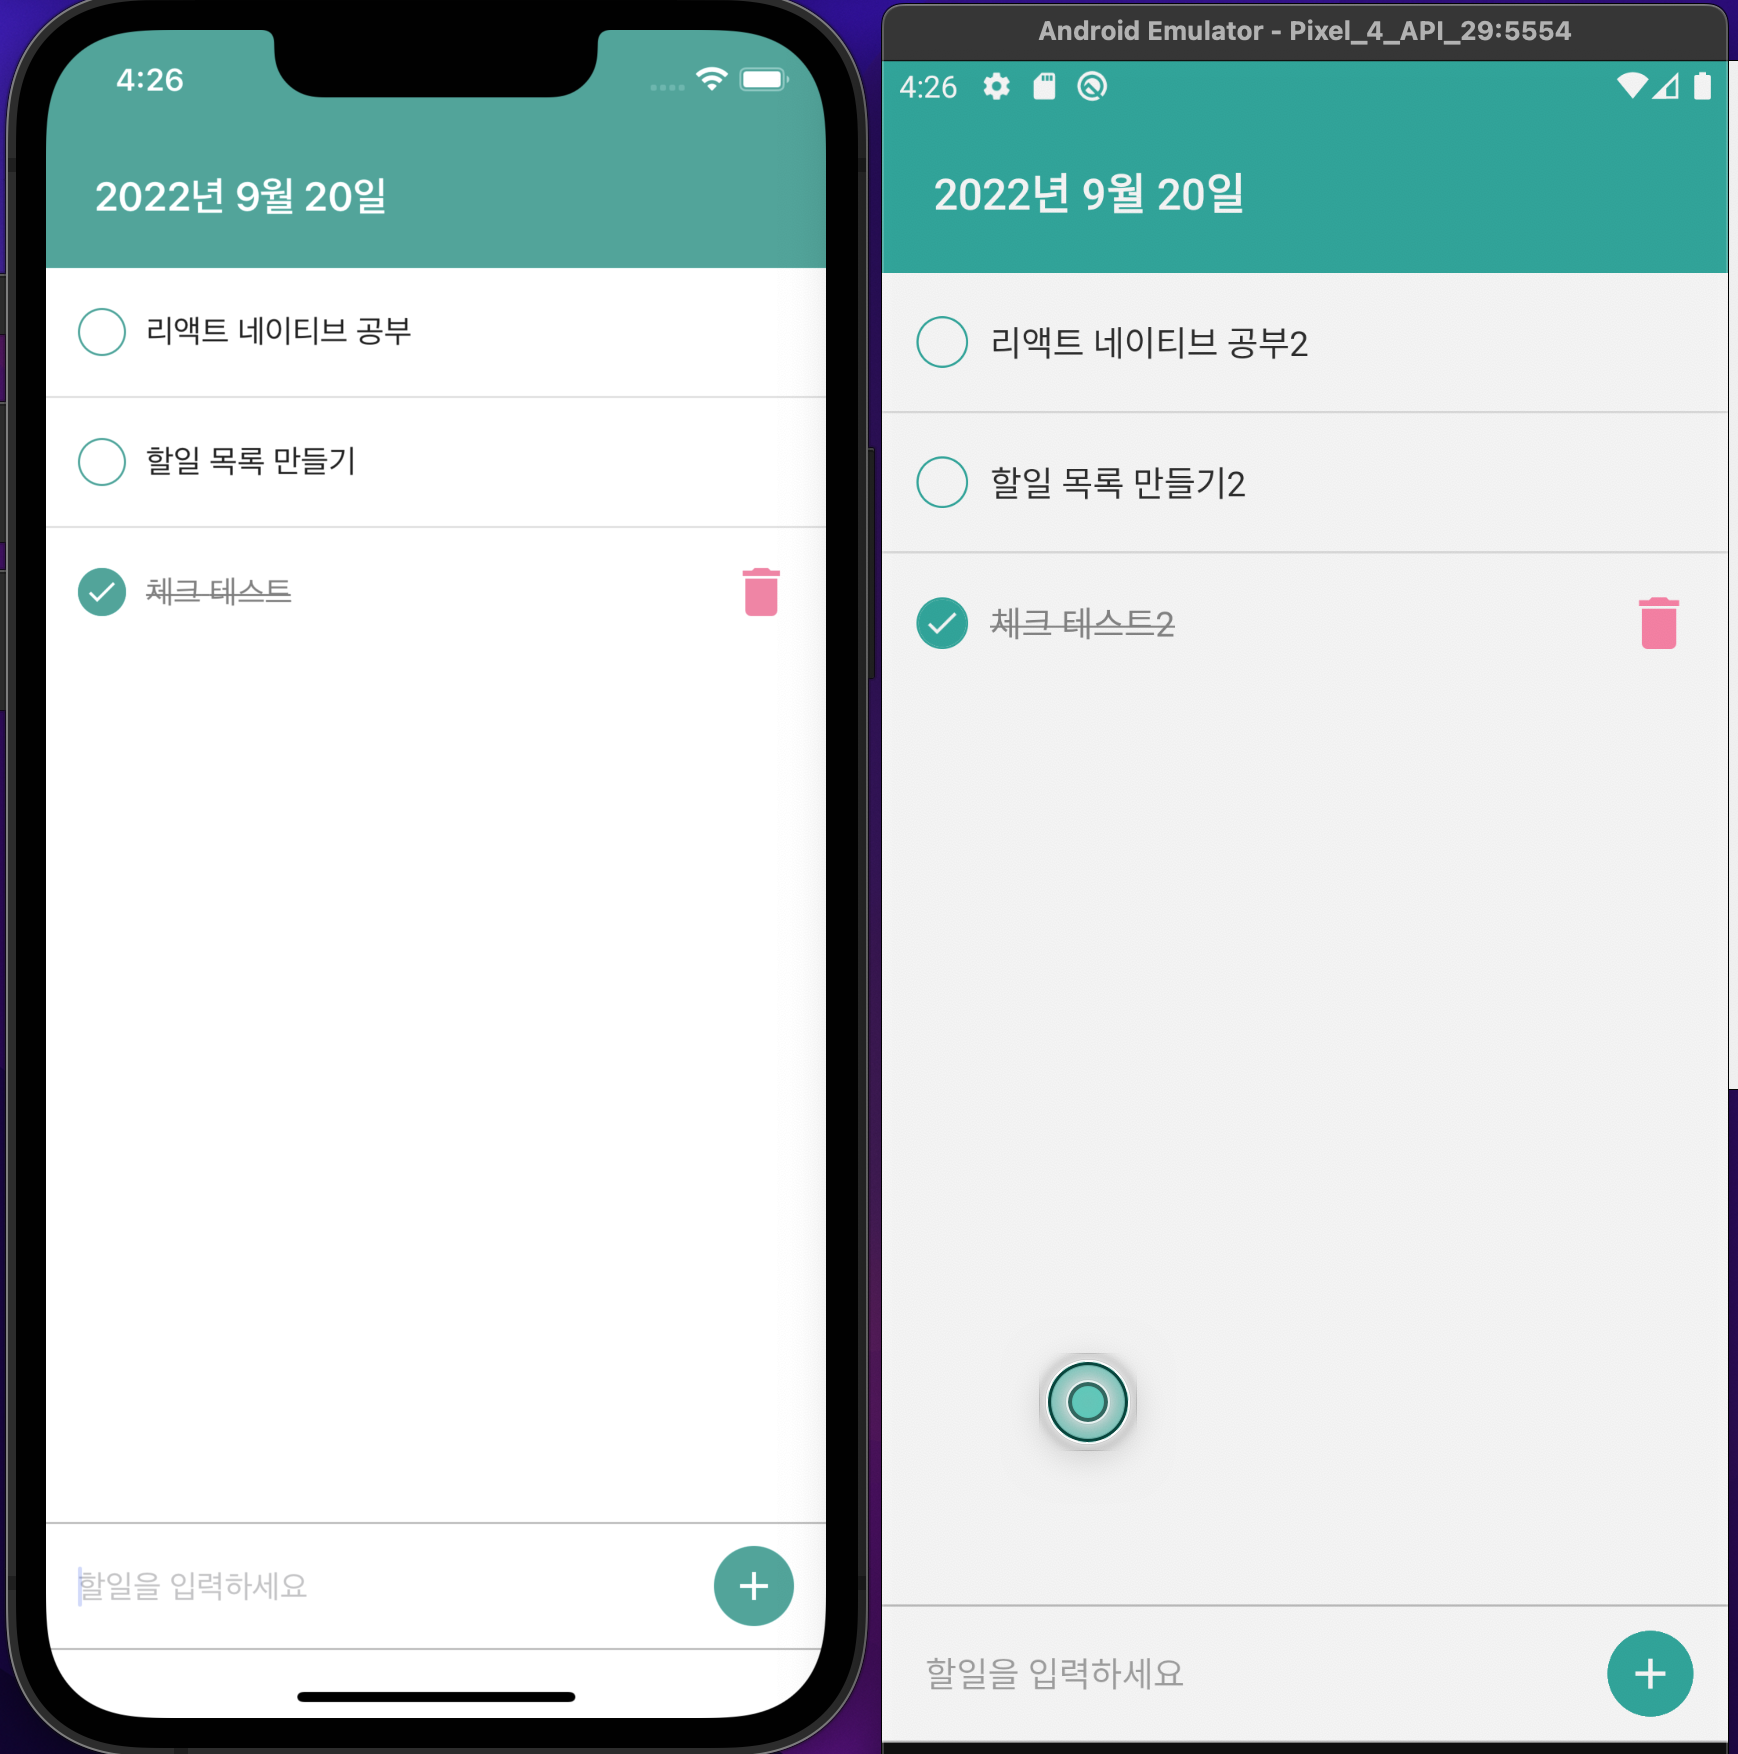 4:26
2022년 9월 20일
리액트 네이티브 공부
할일 목록 만들기
체크 테스트
할일을 입력하세요
Android Emulator - Pixel_4_API_29:5554
4:26
2022년 9월 20일
리액트 네이티브 공부2
할일 목록 만들기2
체크 테스트2
할일을 입력하세요